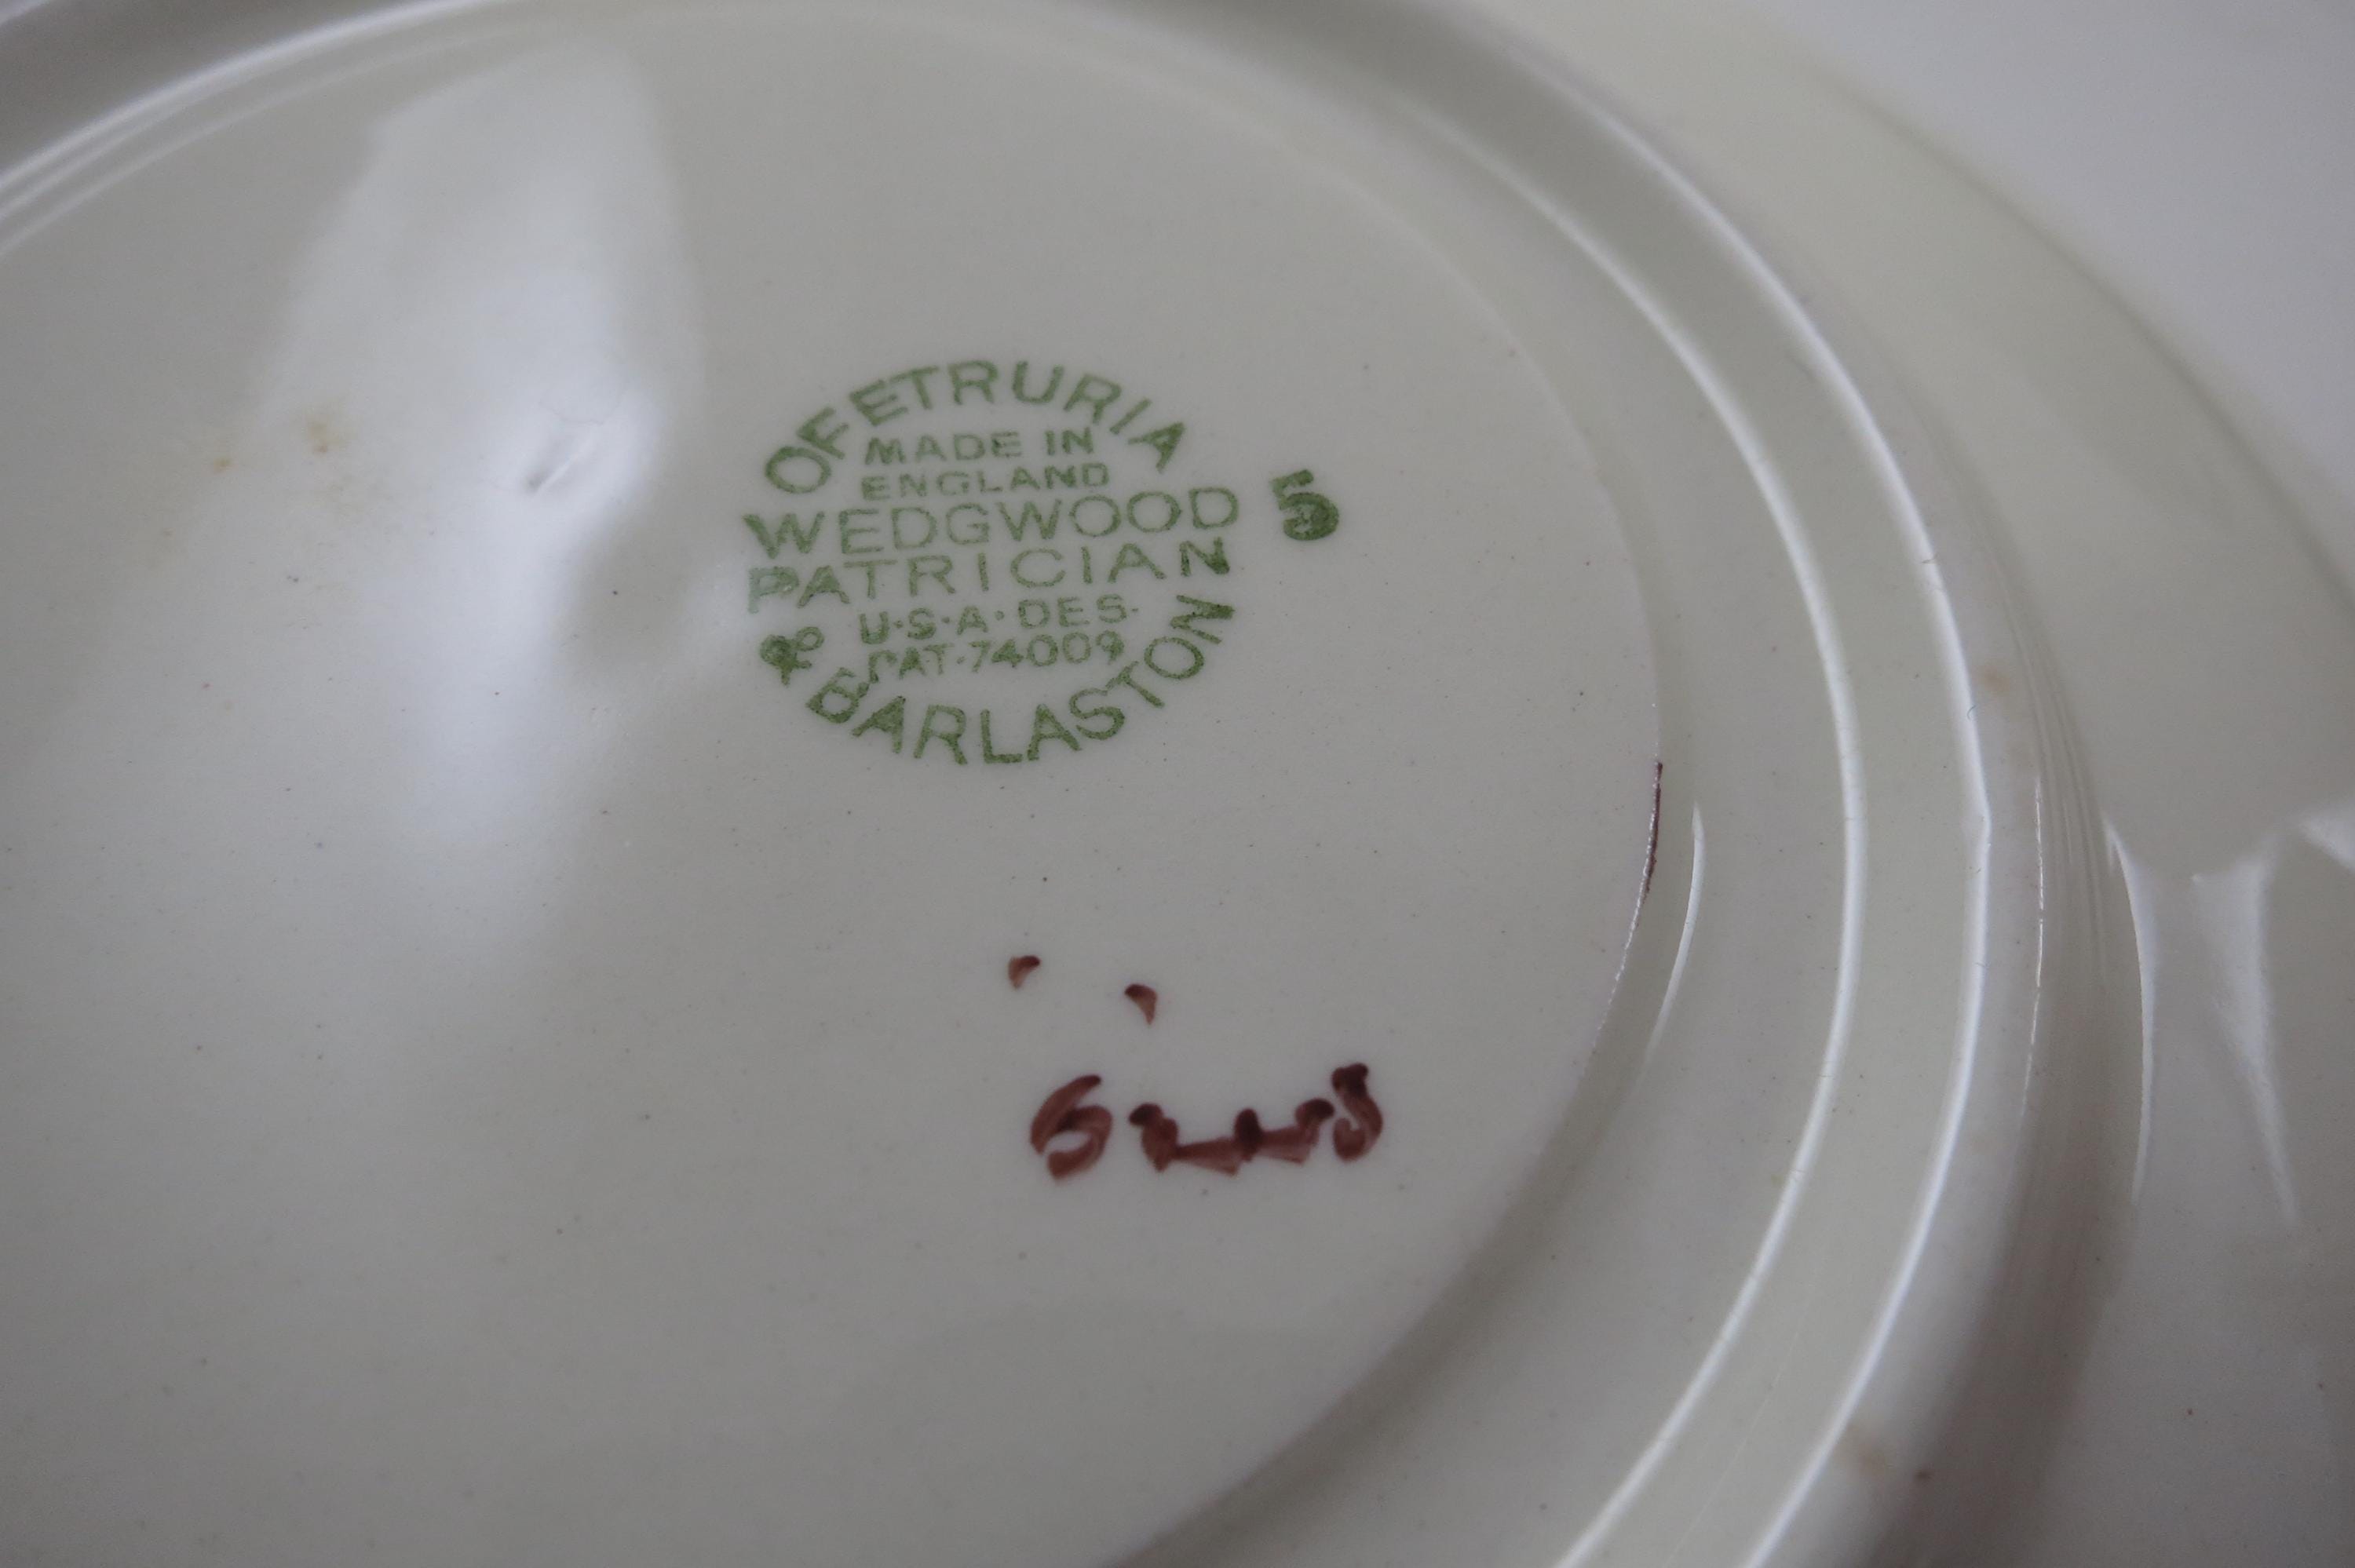 OF ETRURIA
MADE IN
ENGLAND
WEDGWOOD 5
PATRICIAN
U·S·A·DES·
PAT·74009
& BARLASTON